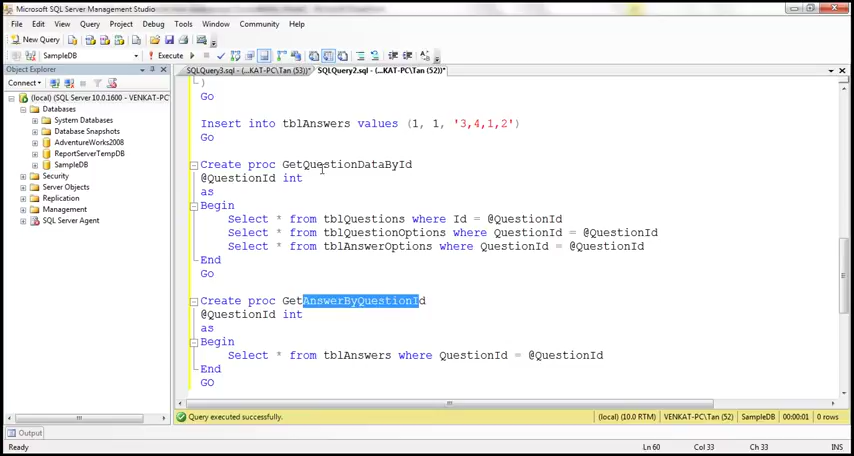 Microsoft SQL Server Management Studio
File Edit View Query Project Debug Tools Window Community Help
New Query
SampleDB Execute
Object Explorer
SQLQuery3.sql - (...KAT-PC\Tan (53))* SQLQuery2.sql - (...KAT-PC\Tan (52))*
Connect
(local) (SQL Server 10.0.1600 - VENKAT-P
Databases
System Databases
Database Snapshots
AdventureWorks2008
ReportServerTempDB
SampleDB
Security
Server Objects
Replication
Management
SQL Server Agent
)
Go
Insert into tblAnswers values (1, 1, '3,4,1,2')
Go
Create proc GetQuestionDataById
@QuestionId int
as
Begin
Select * from tblQuestions where Id = @QuestionId
Select * from tblQuestionOptions where QuestionId = @QuestionId
Select * from tblAnswerOptions where QuestionId = @QuestionId
End
Go
Create proc GetAnswerByQuestionId
@QuestionId int
as
Begin
Select * from tblAnswers where QuestionId = @QuestionId
End
GO
Query executed successfully. (local) (10.0 RTM) VENKAT-PC\Tan (52) SampleDB 00:00:01 0 rows
Output
Ready Ln 60 Col 33 Ch 33 INS